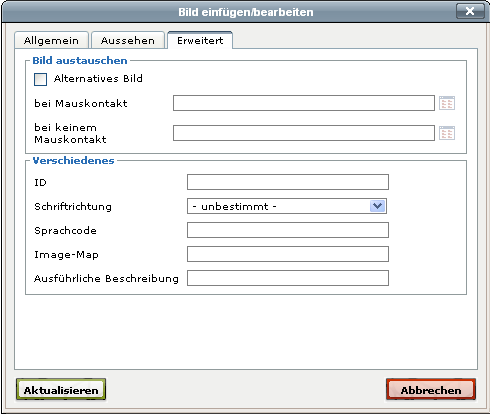 Bild einfügen/bearbeiten
Allgemein Aussehen Erweitert
Bild austauschen
Alternatives Bild
bei Mauskontakt
bei keinem
Mauskontakt
Verschiedenes
ID
Schriftrichtung - unbestimmt -
Sprachcode
Image-Map
Ausführliche Beschreibung
Aktualisieren Abbrechen